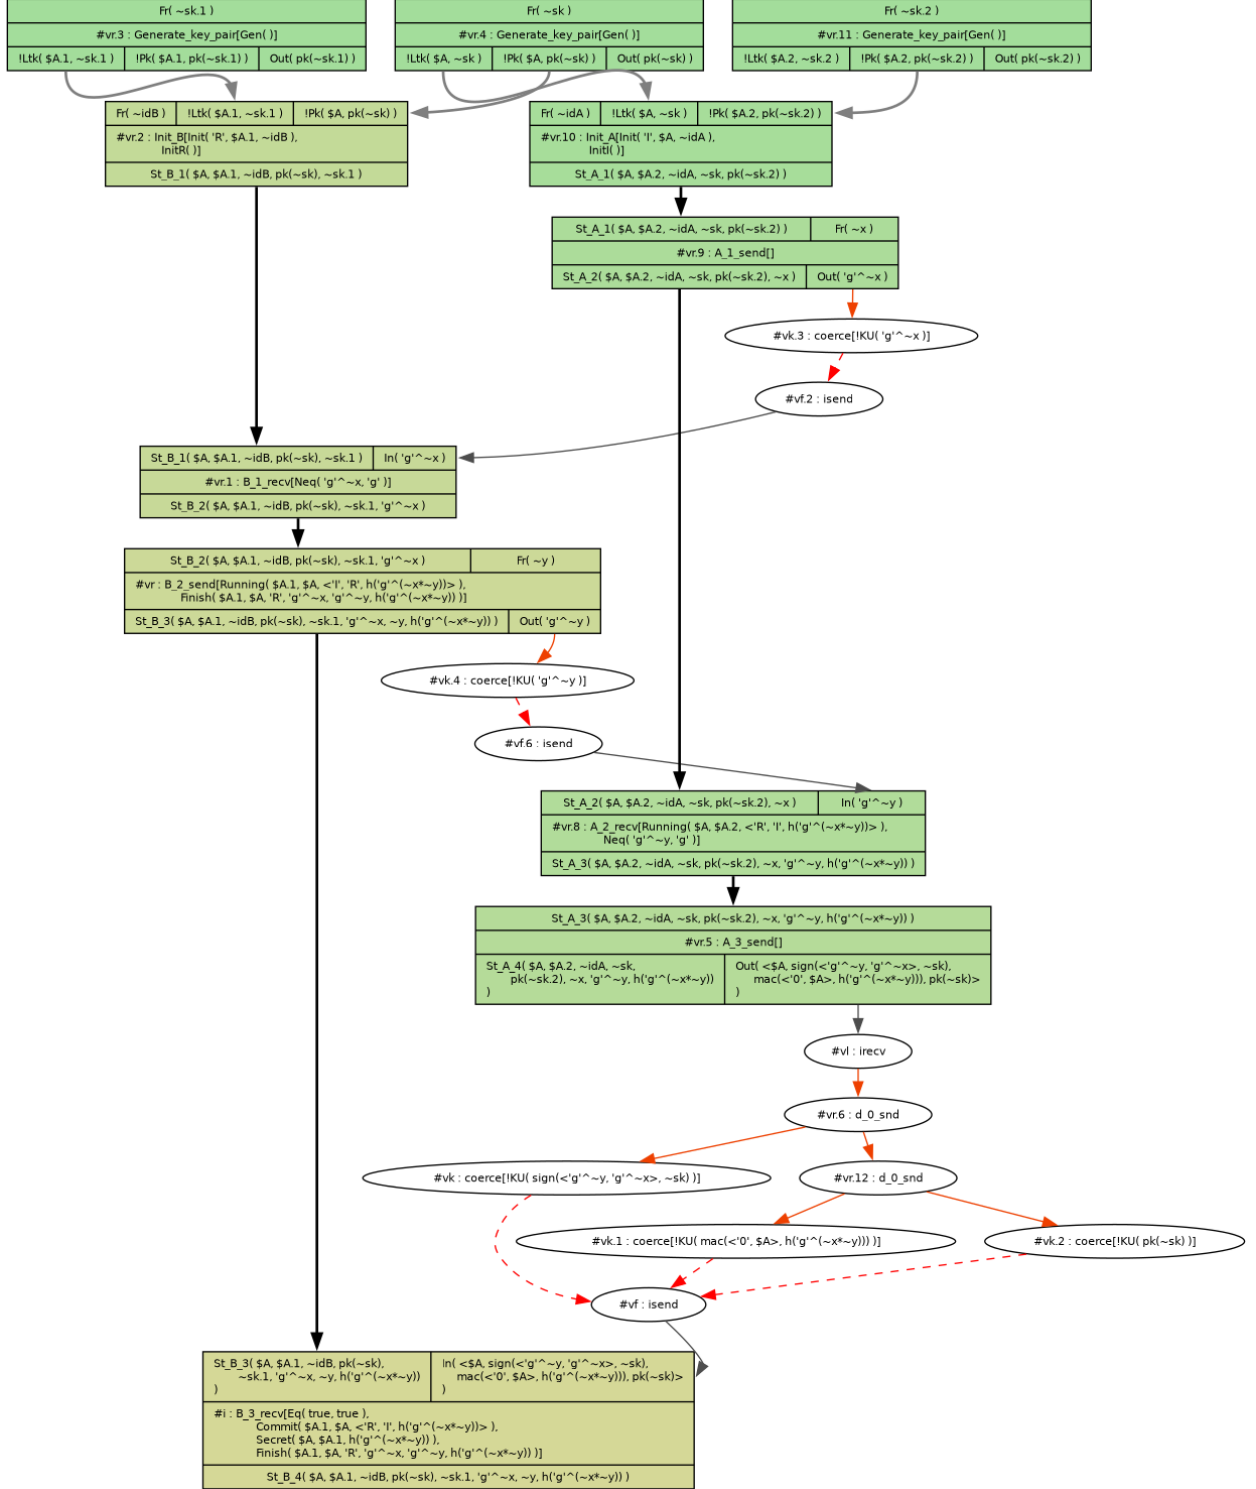 Fr( ~sk.1 )
#vr.3 : Generate_key_pair[Gen( )]
!Ltk( $A.1, ~sk.1 ) !Pk( $A.1, pk(~sk.1) ) Out( pk(~sk.1) )
Fr( ~sk )
#vr.4 : Generate_key_pair[Gen( )]
!Ltk( $A, ~sk ) !Pk( $A, pk(~sk) ) Out( pk(~sk) )
Fr( ~sk.2 )
#vr.11 : Generate_key_pair[Gen( )]
!Ltk( $A.2, ~sk.2 ) !Pk( $A.2, pk(~sk.2) ) Out( pk(~sk.2) )
Fr( ~idB ) !Ltk( $A.1, ~sk.1 ) !Pk( $A, pk(~sk) )
#vr.2 : Init_B[Init( 'R', $A.1, ~idB ),
InitR( )]
St_B_1( $A, $A.1, ~idB, pk(~sk), ~sk.1 )
Fr( ~idA ) !Ltk( $A, ~sk ) !Pk( $A.2, pk(~sk.2) )
#vr.10 : Init_A[Init( 'I', $A, ~idA ),
InitI( )]
St_A_1( $A, $A.2, ~idA, ~sk, pk(~sk.2) )
St_A_1( $A, $A.2, ~idA, ~sk, pk(~sk.2) ) Fr( ~x )
#vr.9 : A_1_send[]
St_A_2( $A, $A.2, ~idA, ~sk, pk(~sk.2), ~x ) Out( 'g'^~x )
#vk.3 : coerce[!KU( 'g'^~x )]
#vf.2 : isend
St_B_1( $A, $A.1, ~idB, pk(~sk), ~sk.1 ) In( 'g'^~x )
#vr.1 : B_1_recv[Neq( 'g'^~x, 'g' )]
St_B_2( $A, $A.1, ~idB, pk(~sk), ~sk.1, 'g'^~x )
St_B_2( $A, $A.1, ~idB, pk(~sk), ~sk.1, 'g'^~x ) Fr( ~y )
#vr : B_2_send[Running( $A.1, $A, <'I', 'R', h('g'^(~x*~y))> ),
Finish( $A.1, $A, 'R', 'g'^~x, 'g'^~y, h('g'^(~x*~y)) )]
St_B_3( $A, $A.1, ~idB, pk(~sk), ~sk.1, 'g'^~x, ~y, h('g'^(~x*~y)) ) Out( 'g'^~y )
#vk.4 : coerce[!KU( 'g'^~y )]
#vf.6 : isend
St_A_2( $A, $A.2, ~idA, ~sk, pk(~sk.2), ~x ) In( 'g'^~y )
#vr.8 : A_2_recv[Running( $A, $A.2, <'R', 'I', h('g'^(~x*~y))> ),
Neq( 'g'^~y, 'g' )]
St_A_3( $A, $A.2, ~idA, ~sk, pk(~sk.2), ~x, 'g'^~y, h('g'^(~x*~y)) )
St_A_3( $A, $A.2, ~idA, ~sk, pk(~sk.2), ~x, 'g'^~y, h('g'^(~x*~y)) )
#vr.5 : A_3_send[]
St_A_4( $A, $A.2, ~idA, ~sk,
pk(~sk.2), ~x, 'g'^~y, h('g'^(~x*~y))
)
Out( <$A, sign(<'g'^~y, 'g'^~x>, ~sk),
mac(<'0', $A>, h('g'^(~x*~y))), pk(~sk)>
)
#vl : irecv
#vr.6 : d_0_snd
#vk : coerce[!KU( sign(<'g'^~y, 'g'^~x>, ~sk) )]
#vr.12 : d_0_snd
#vk.1 : coerce[!KU( mac(<'0', $A>, h('g'^(~x*~y))) )]
#vk.2 : coerce[!KU( pk(~sk) )]
#vf : isend
St_B_3( $A, $A.1, ~idB, pk(~sk),
~sk.1, 'g'^~x, ~y, h('g'^(~x*~y))
)
In( <$A, sign(<'g'^~y, 'g'^~x>, ~sk),
mac(<'0', $A>, h('g'^(~x*~y))), pk(~sk)>
)
#i : B_3_recv[Eq( true, true ),
Commit( $A.1, $A, <'R', 'I', h('g'^(~x*~y))> ),
Secret( $A, $A.1, h('g'^(~x*~y)) ),
Finish( $A.1, $A, 'R', 'g'^~x, 'g'^~y, h('g'^(~x*~y)) )]
St_B_4( $A, $A.1, ~idB, pk(~sk), ~sk.1, 'g'^~x, ~y, h('g'^(~x*~y)) )